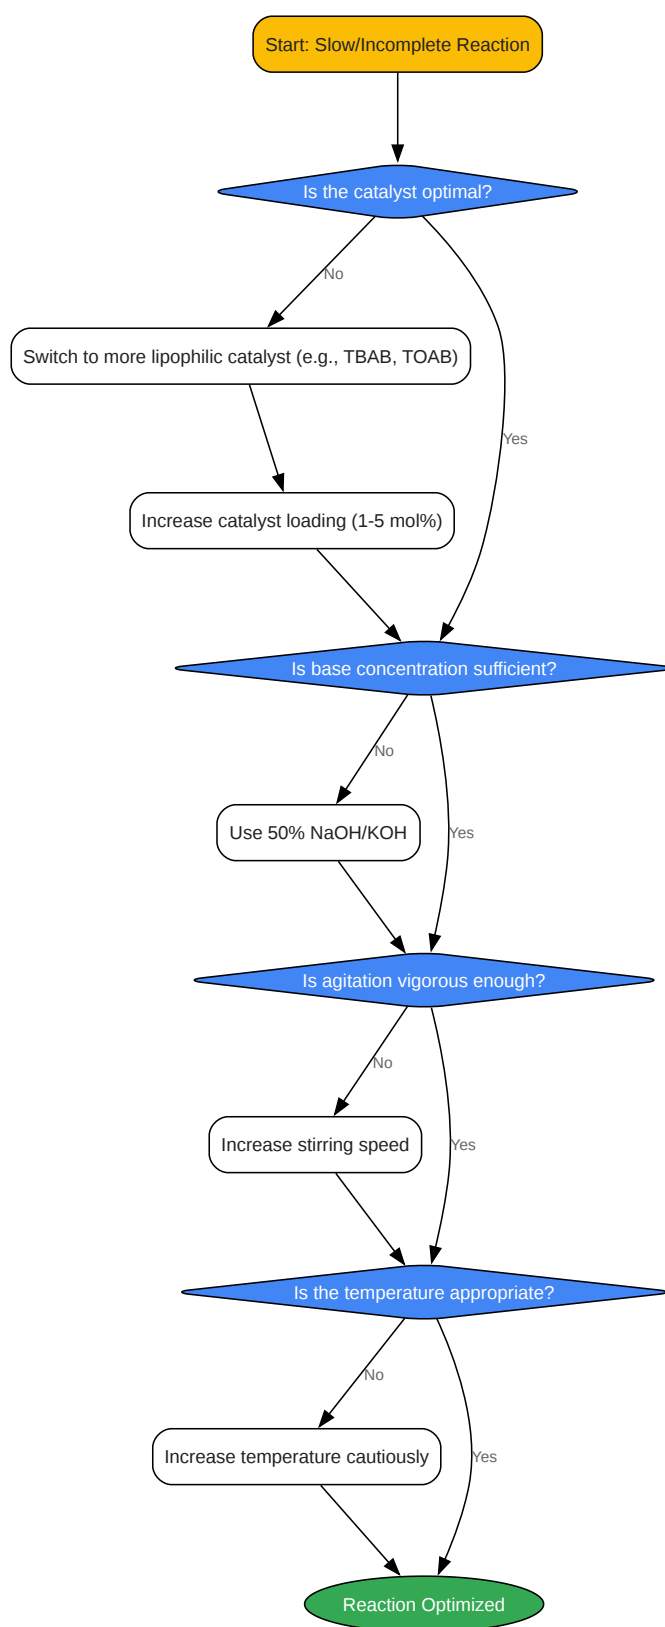 Start: Slow/Incomplete Reaction
Is the catalyst optimal?
No
Switch to more lipophilic catalyst (e.g., TBAB, TOAB)
Yes
Increase catalyst loading (1-5 mol%)
Is base concentration sufficient?
No
Use 50% NaOH/KOH
Yes
Is agitation vigorous enough?
No
Increase stirring speed
Yes
Is the temperature appropriate?
No
Increase temperature cautiously
Yes
Reaction Optimized